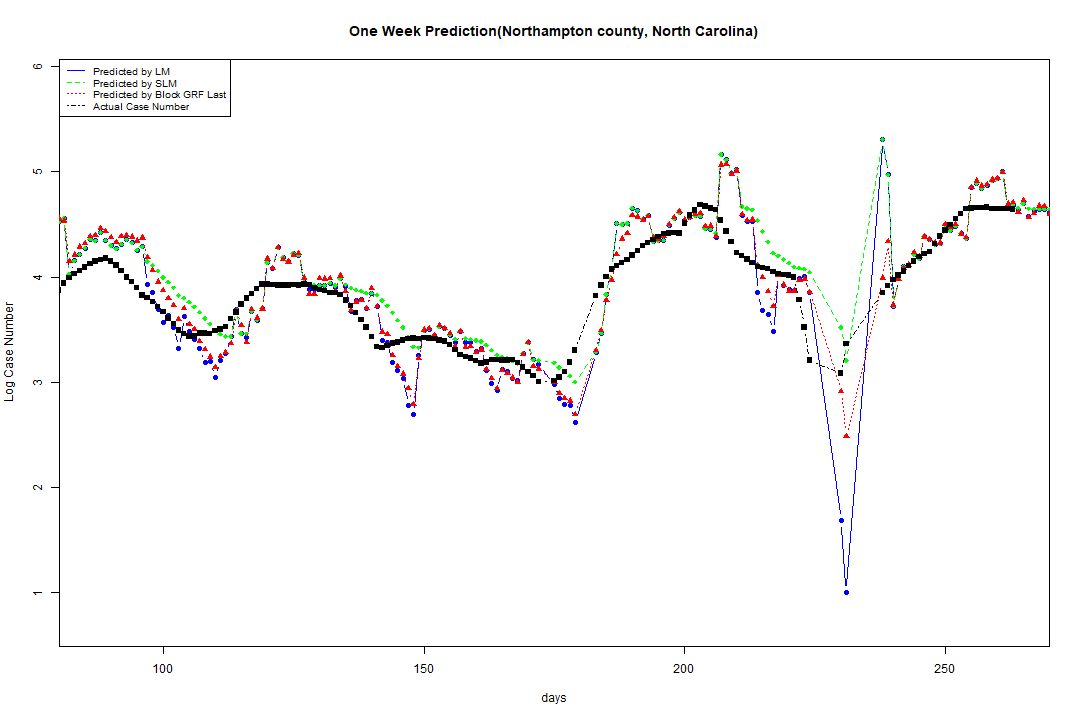 One Week Prediction(Northampton county, North Carolina)
Predicted by LM
Predicted by SLM
Predicted by Block GRF Last
Actual Case Number
6
5
4
3
2
1
Log Case Number
100 150 200 250
days